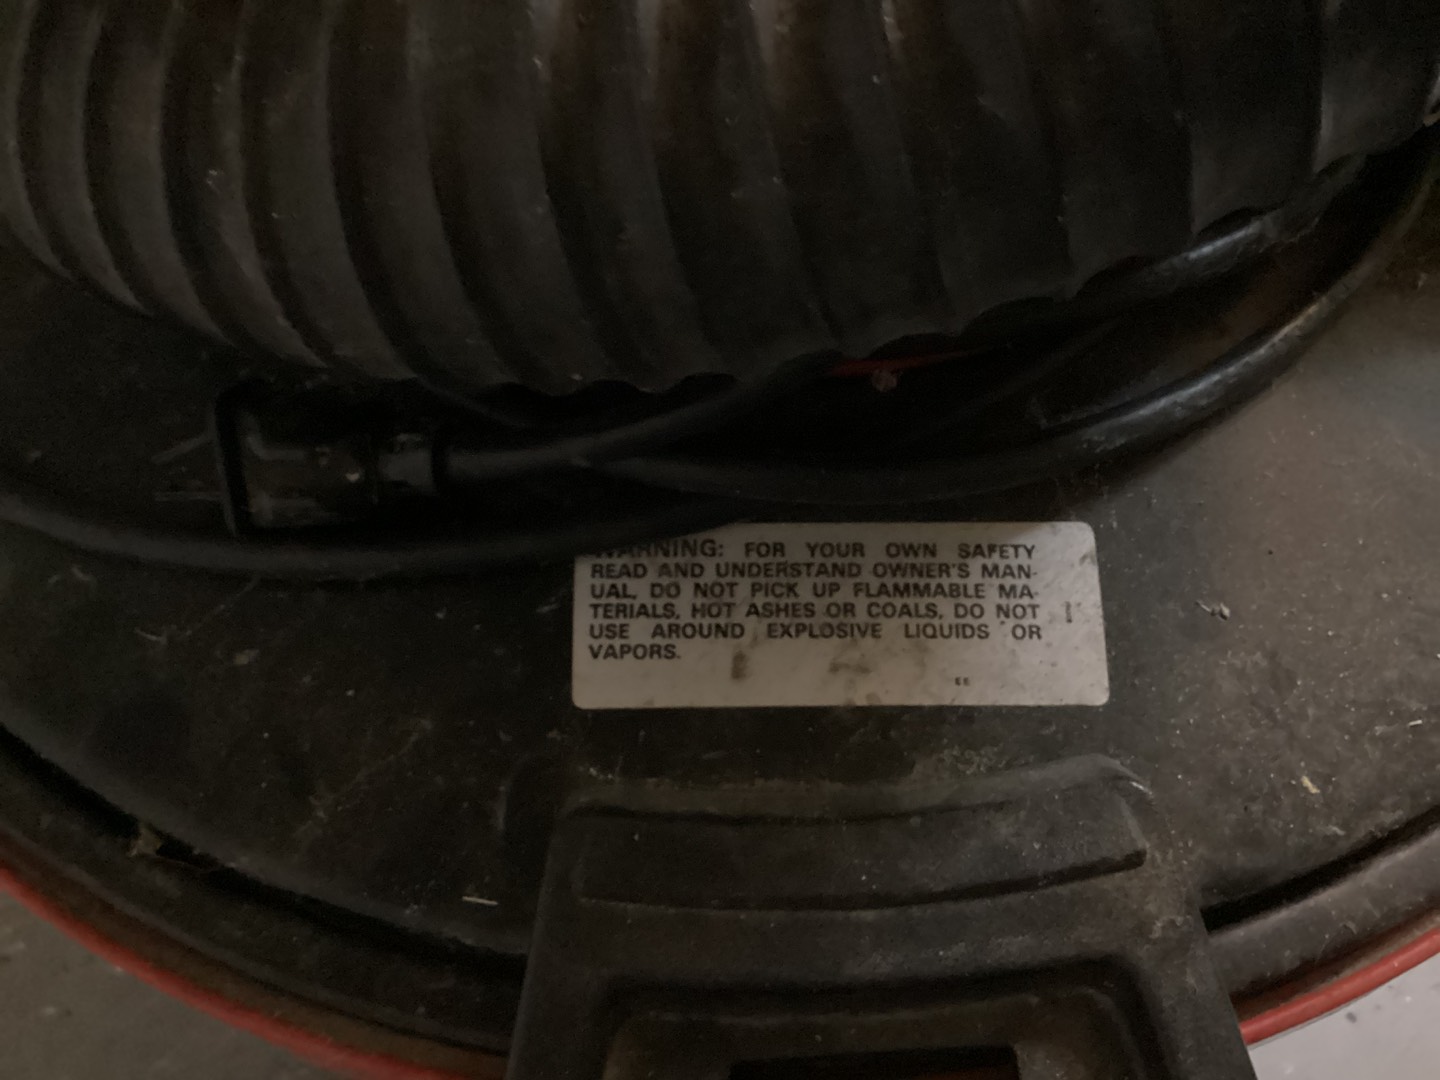 WARNING: FOR YOUR OWN SAFETY
READ AND UNDERSTAND OWNER'S MAN-
UAL, DO NOT PICK UP FLAMMABLE MA-
TERIALS, HOT ASHES OR COALS, DO NOT
USE AROUND EXPLOSIVE LIQUIDS OR
VAPORS.